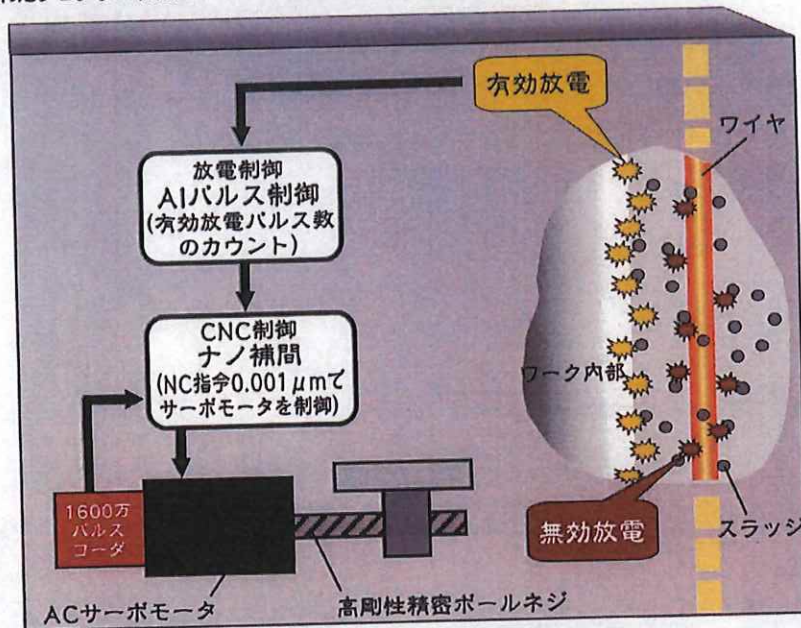 有効放電
放電制御
AIパルス制御
(有効放電パルス数
のカウント)
CNC制御
ナノ補間
(NC指令0.001μmで
サーボモータを制御)
1600万
パルス
コーダ
ACサーボモータ
高剛性精密ボールネジ
ワイヤ
ワーク内部
無効放電
スラッジ